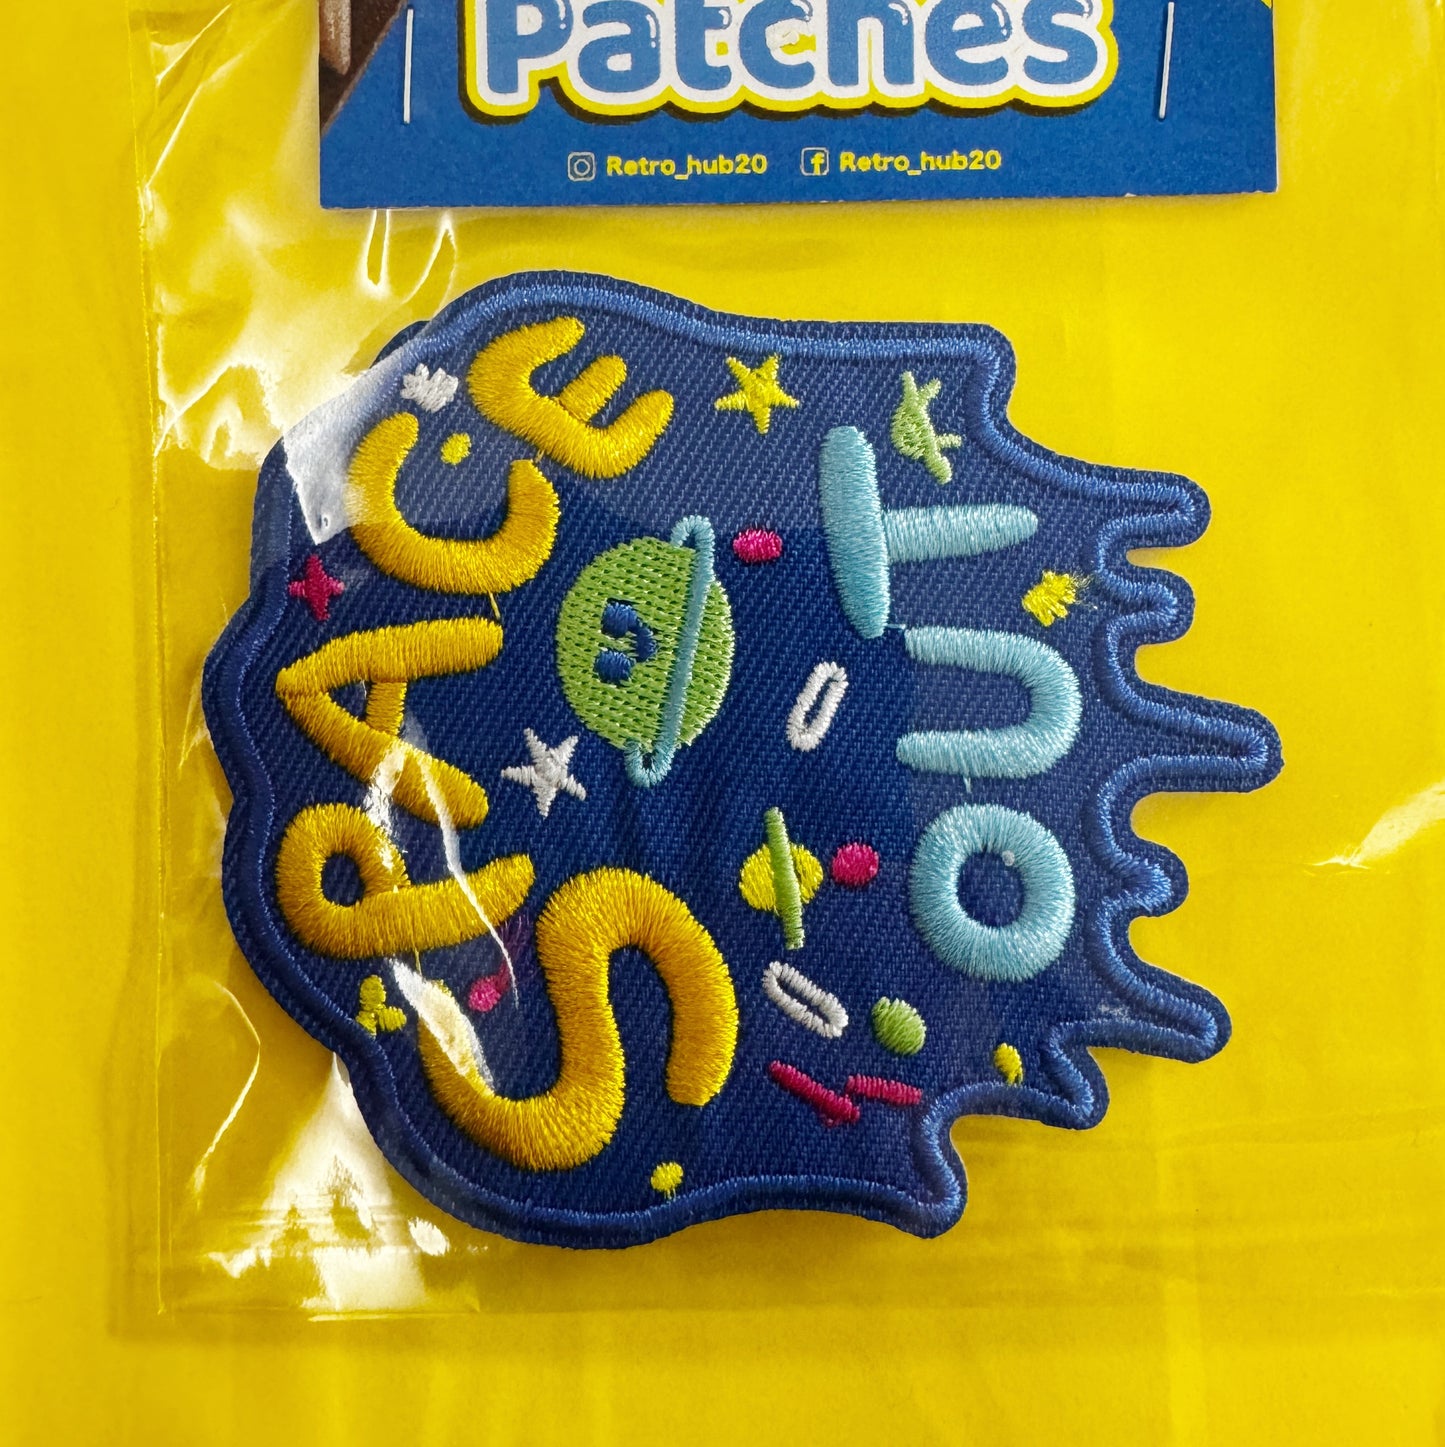 Patches
Retro_hub20 Retro_hub20
SPACE
OUT